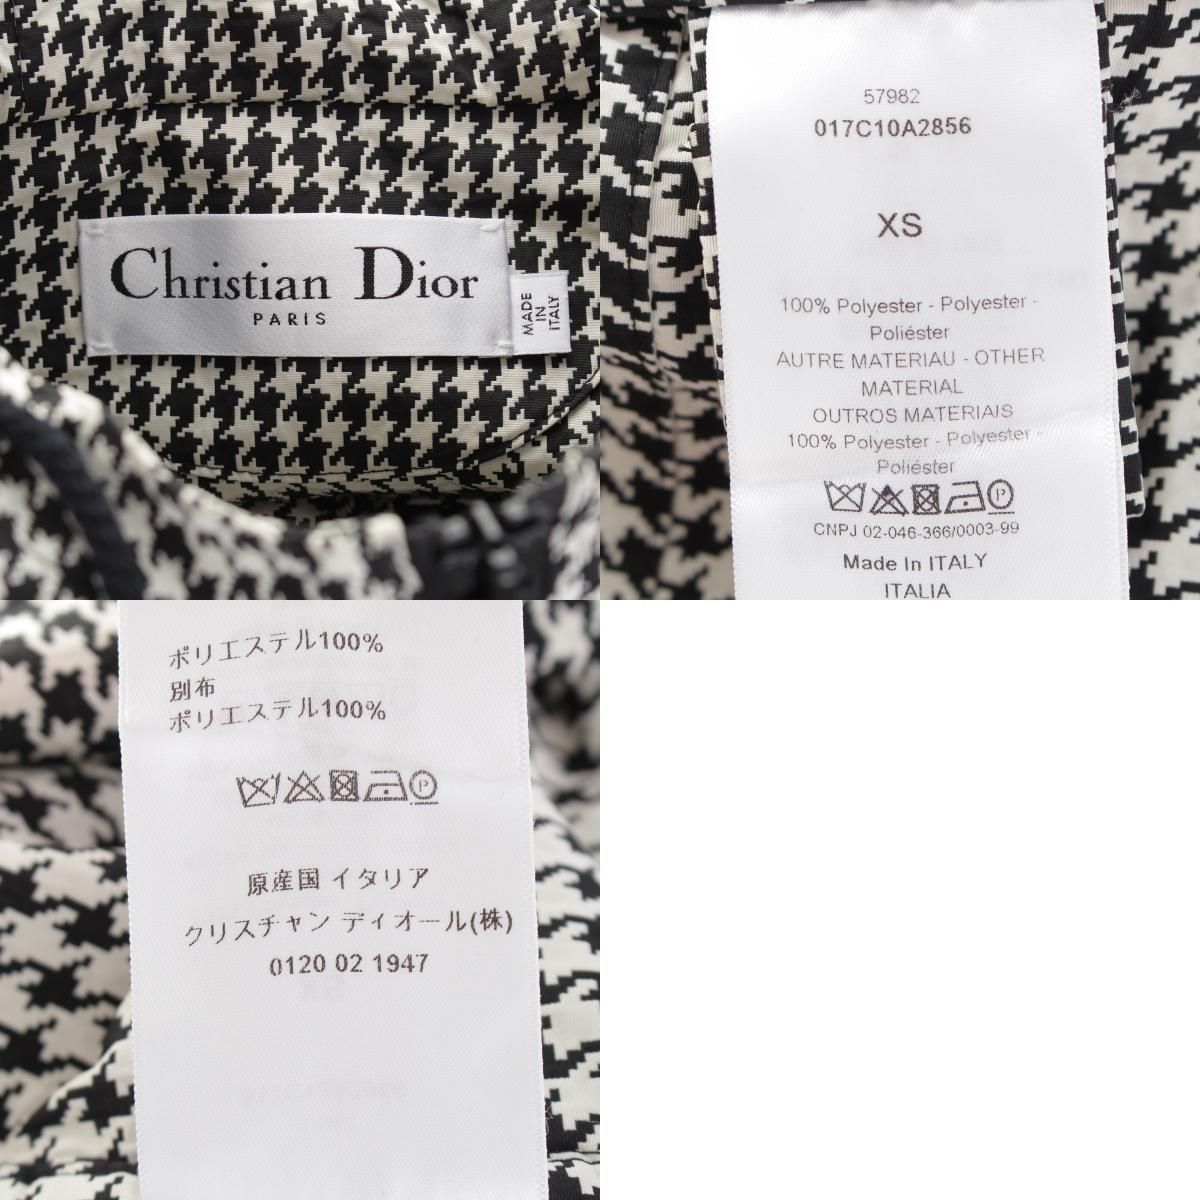 Christian Dior
PARIS
MADE
IN
ITALY
57982
017C10A2856
XS
100% Polyester - Polyester -
Poliéster
AUTRE MATERIAU - OTHER
MATERIAL
OUTROS MATERIAIS
100% Polyester - Polyester -
Poliéster
CNPJ 02-046-366/0003-99
Made In ITALY
ITALIA
ポリエステル100%
別布
ポリエステル100%
P
原産国 イタリア
クリスチャン ディオール(株)
0120 02 1947